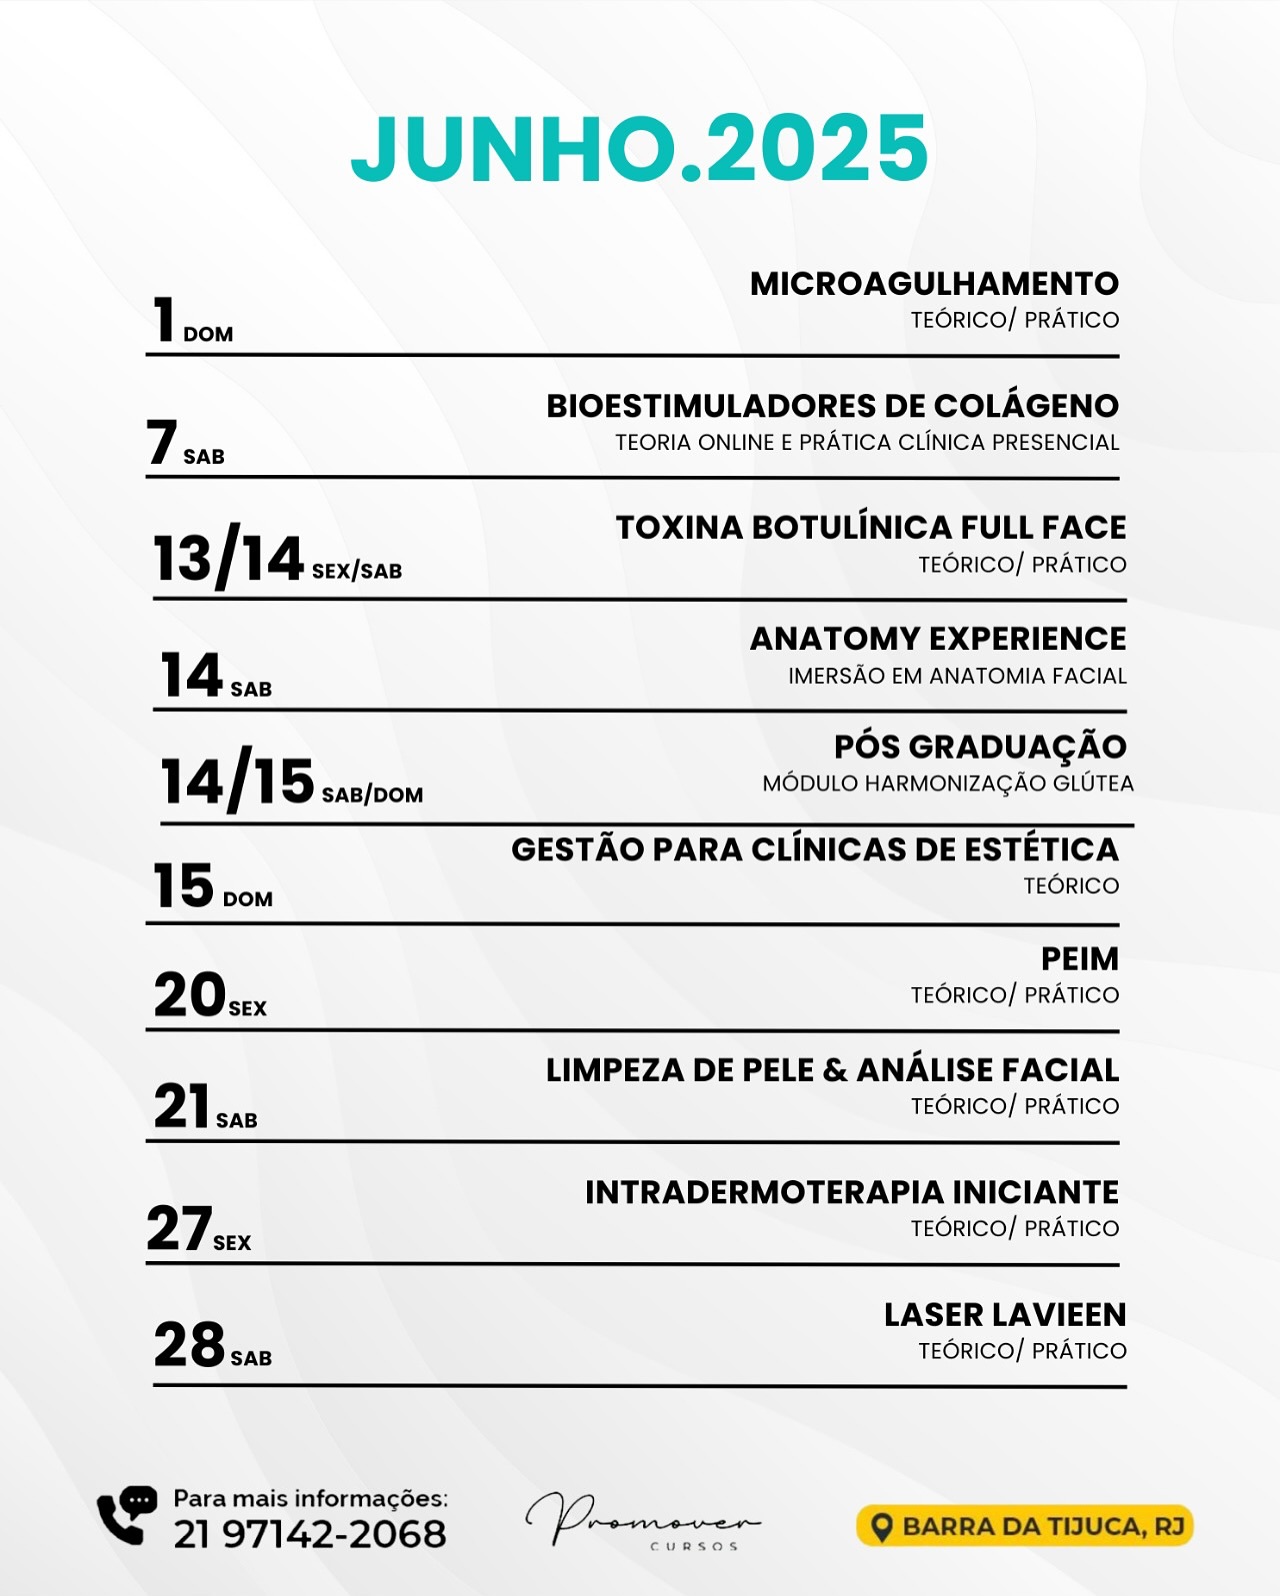 JUNHO.2025
MICROAGULHAMENTO
TEÓRICO/ PRÁTICO
1 DOM
BIOESTIMULADORES DE COLÁGENO
TEORIA ONLINE E PRÁTICA CLÍNICA PRESENCIAL
7 SAB
TOXINA BOTULÍNICA FULL FACE
TEÓRICO/ PRÁTICO
13/14 SEX/SAB
ANATOMY EXPERIENCE
IMERSÃO EM ANATOMIA FACIAL
14 SAB
PÓS GRADUAÇÃO
MÓDULO HARMONIZAÇÃO GLÚTEA
14/15 SAB/DOM
GESTÃO PARA CLÍNICAS DE ESTÉTICA
TEÓRICO
15 DOM
PEIM
TEÓRICO/ PRÁTICO
20 SEX
LIMPEZA DE PELE & ANÁLISE FACIAL
TEÓRICO/ PRÁTICO
21 SAB
INTRADERMOTERAPIA INICIANTE
TEÓRICO/ PRÁTICO
27 SEX
LASER LAVIEEN
TEÓRICO/ PRÁTICO
28 SAB
Para mais informações:
21 97142-2068
Promover
CURSOS
BARRA DA TIJUCA, RJ